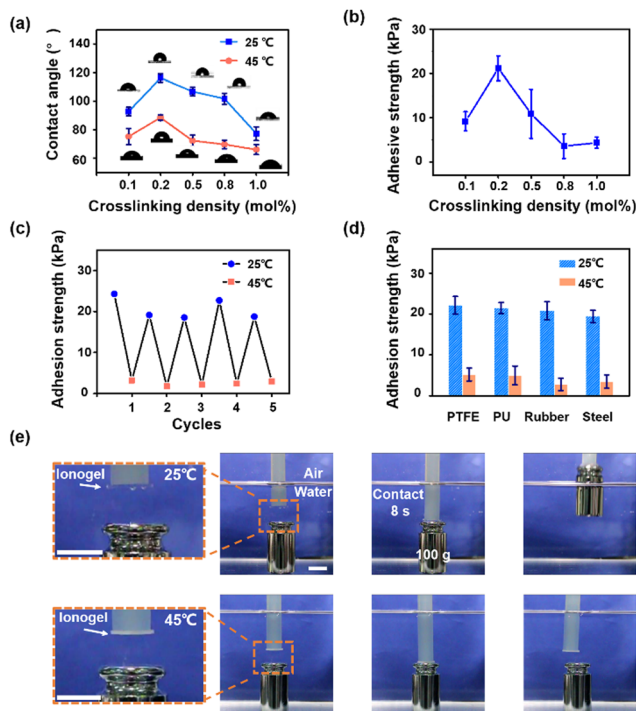 (a)
Contact angle (°)
140
120
100
80
60
25 ℃
45 ℃
0.1 0.2 0.5 0.8 1.0
Crosslinking density (mol%)
(b)
Adhesive strength (kPa)
30
20
10
0
0.1 0.2 0.5 0.8 1.0
Crosslinking density (mol%)
(c)
Adhesion strength (kPa)
30
20
10
0
25℃
45℃
1 2 3 4 5
Cycles
(d)
Adhesion strength (kPa)
30
20
10
0
25℃
45℃
PTFE PU Rubber Steel
(e)
Ionogel 25℃
Air
Water
Contact
8 s
100 g
Ionogel 45℃